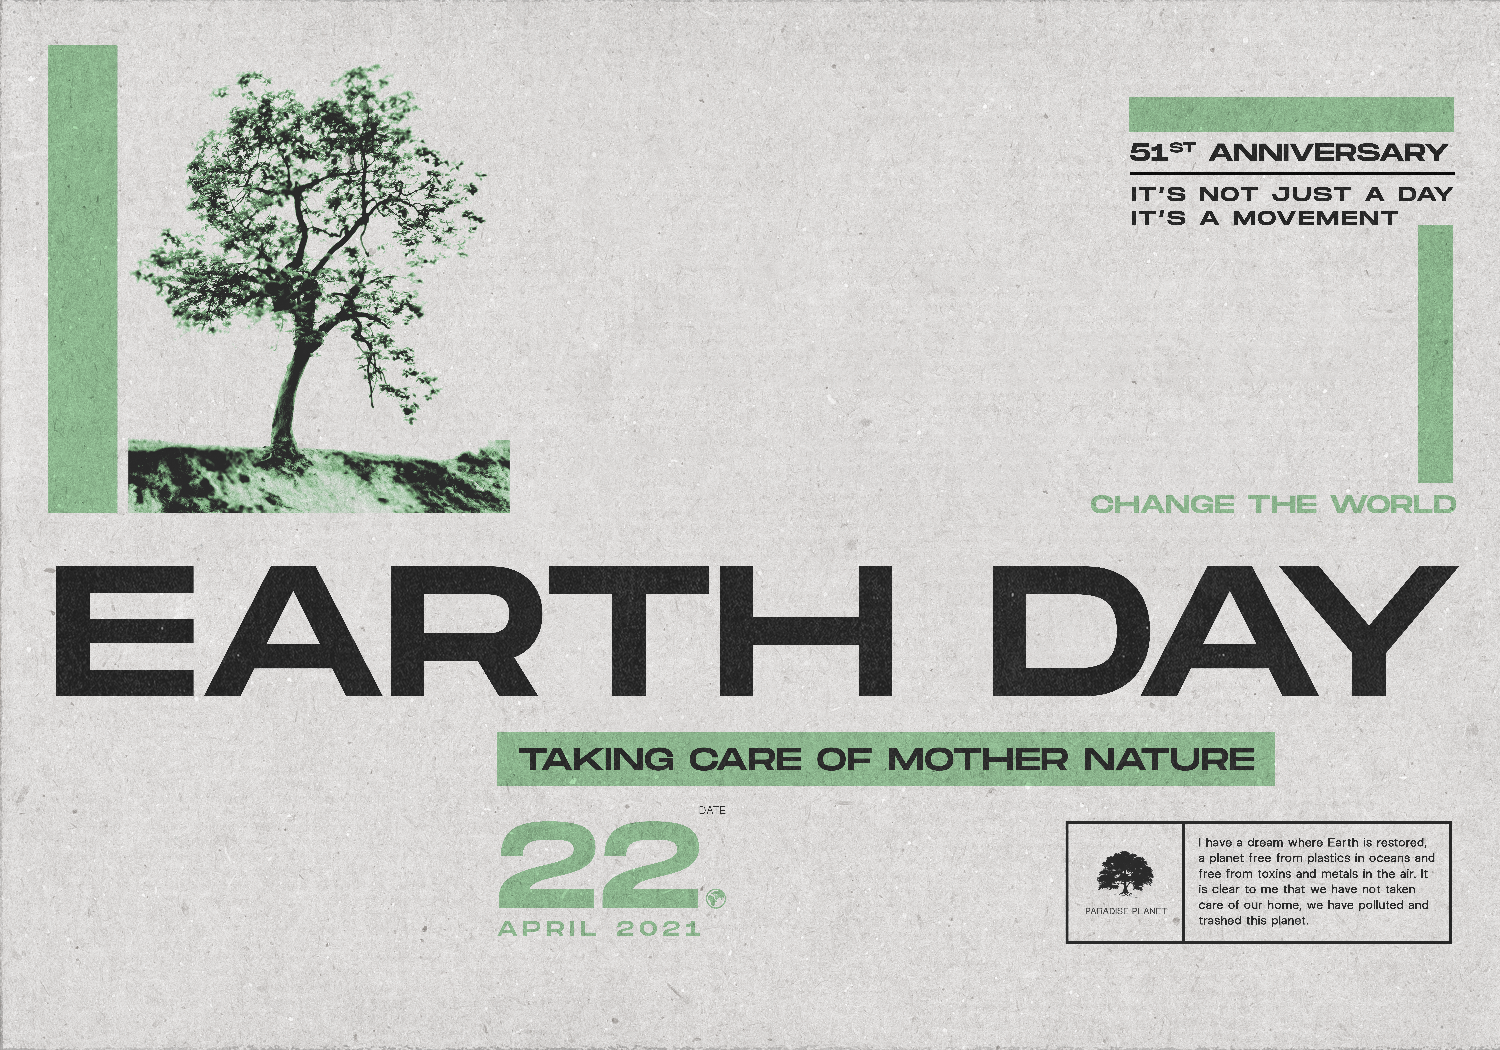 51ST ANNIVERSARY
IT'S NOT JUST A DAY
IT'S A MOVEMENT
CHANGE THE WORLD
EARTH DAY
TAKING CARE OF MOTHER NATURE
DATE
22
APRIL 2021
PARADISE PLANET
I have a dream where Earth is restored,
a planet free from plastics in oceans and
free from toxins and metals in the air. It
is clear to me that we have not taken
care of our home, we have polluted and
trashed this planet.